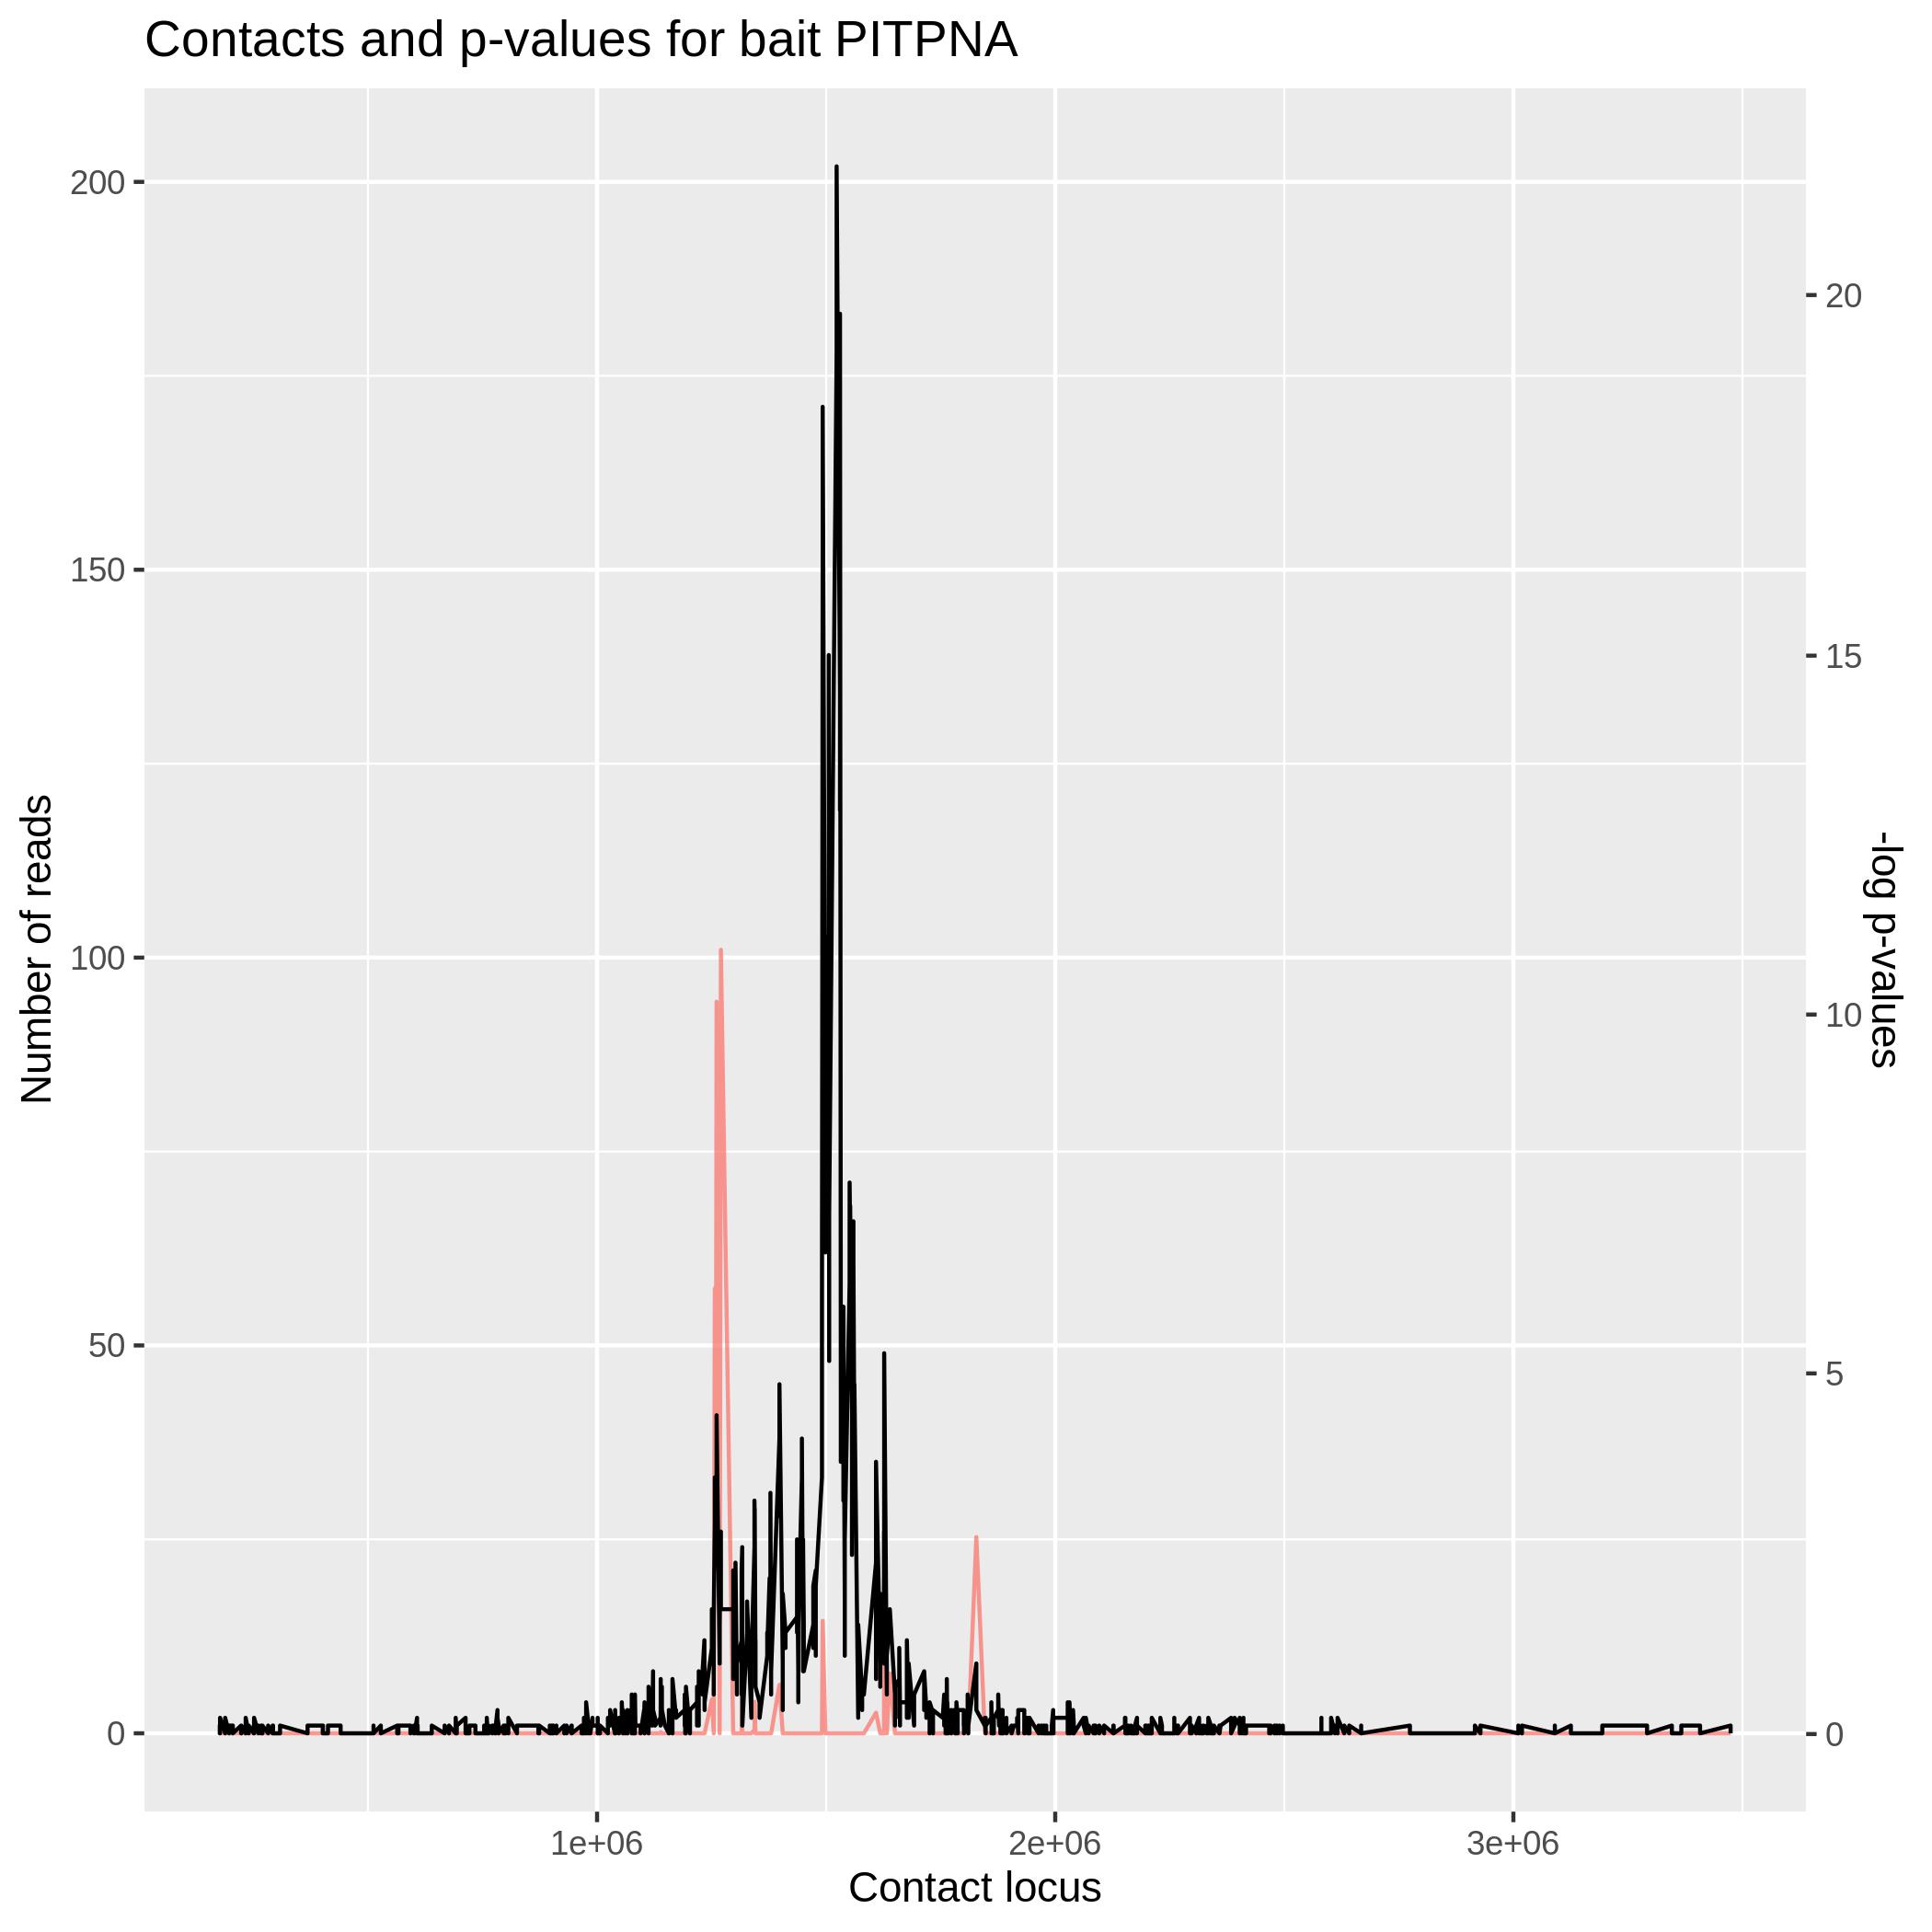 Contacts and p-values for bait PITPNA
200
150
100
50
0
Number of reads
20
15
10
5
0
-log p-values
1e+06
2e+06
3e+06
Contact locus